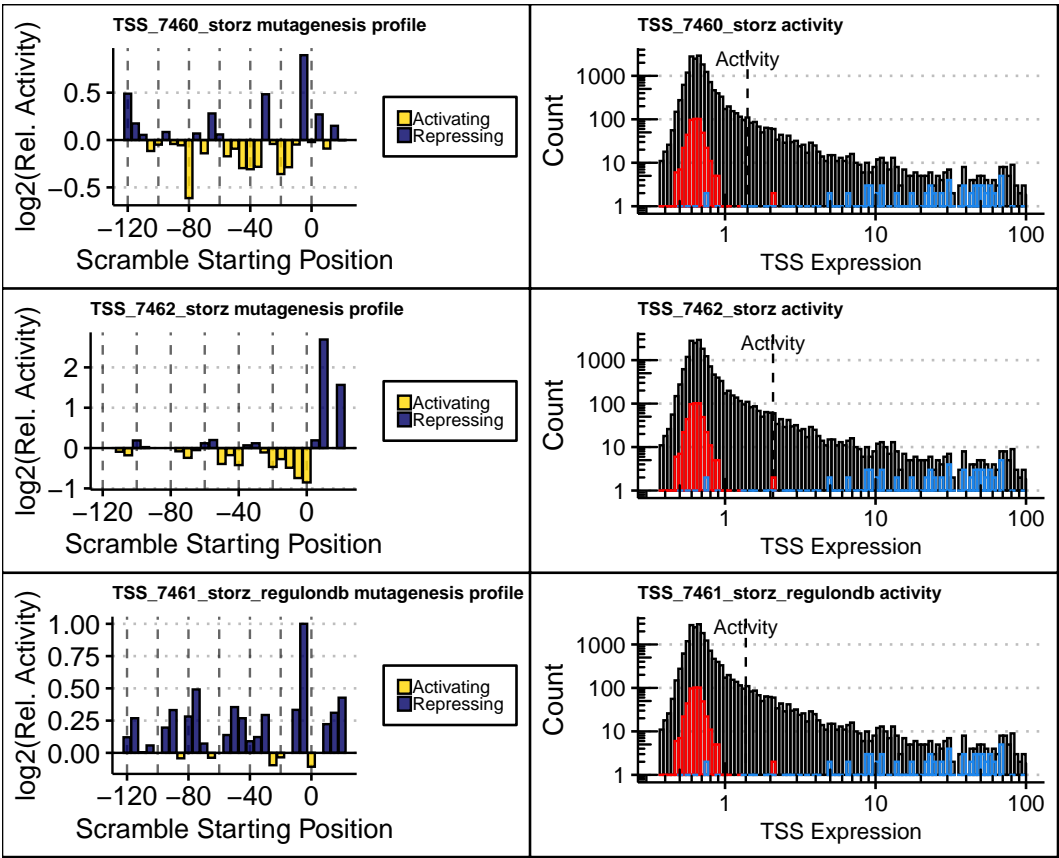 TSS_7460_storz mutagenesis profile
log2(Rel. Activity)
0.5
0.0
−0.5
−120 −80 −40 0
Scramble Starting Position
Activating
Repressing
TSS_7460_storz activity
Activity
Count
1000
100
10
1
1 10 100
TSS Expression
TSS_7462_storz mutagenesis profile
log2(Rel. Activity)
2
1
0
−1
−120 −80 −40 0
Scramble Starting Position
Activating
Repressing
TSS_7462_storz activity
Activity
Count
1000
100
10
1
1 10 100
TSS Expression
TSS_7461_storz_regulondb mutagenesis profile
log2(Rel. Activity)
1.00
0.75
0.50
0.25
0.00
−120 −80 −40 0
Scramble Starting Position
Activating
Repressing
TSS_7461_storz_regulondb activity
Activity
Count
1000
100
10
1
1 10 100
TSS Expression